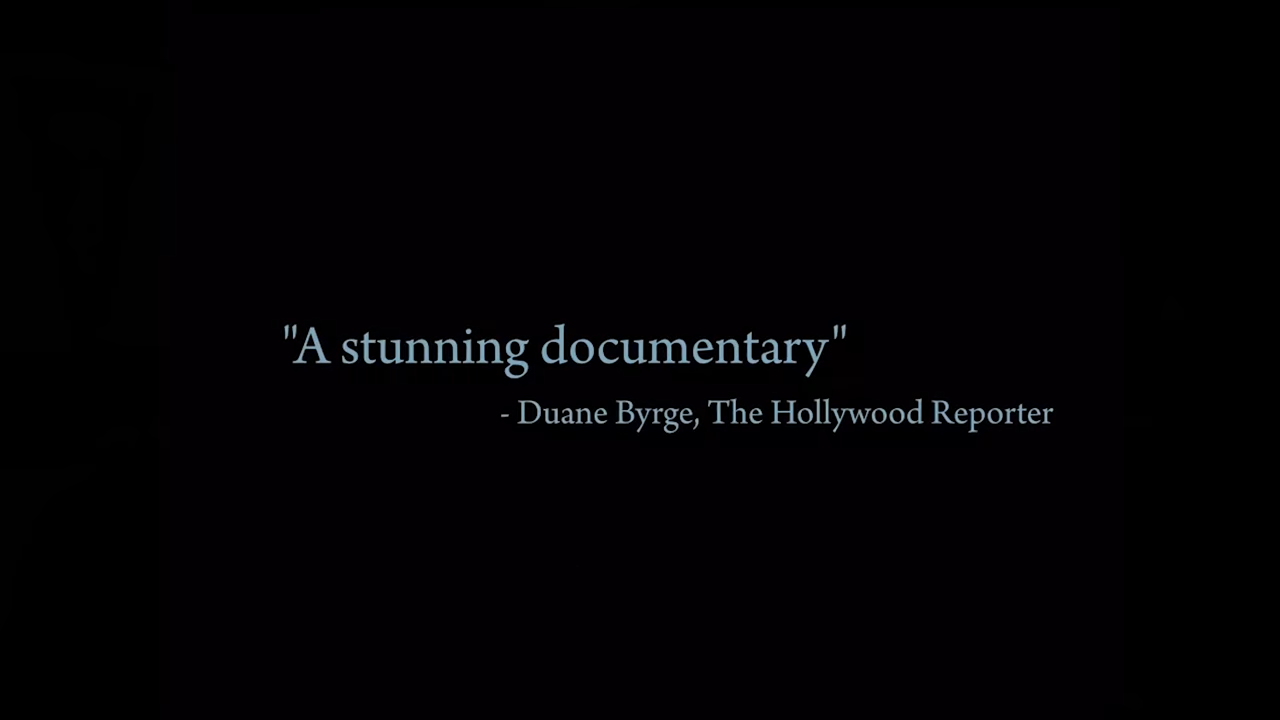 "A stunning documentary"
- Duane Byrge, The Hollywood Reporter